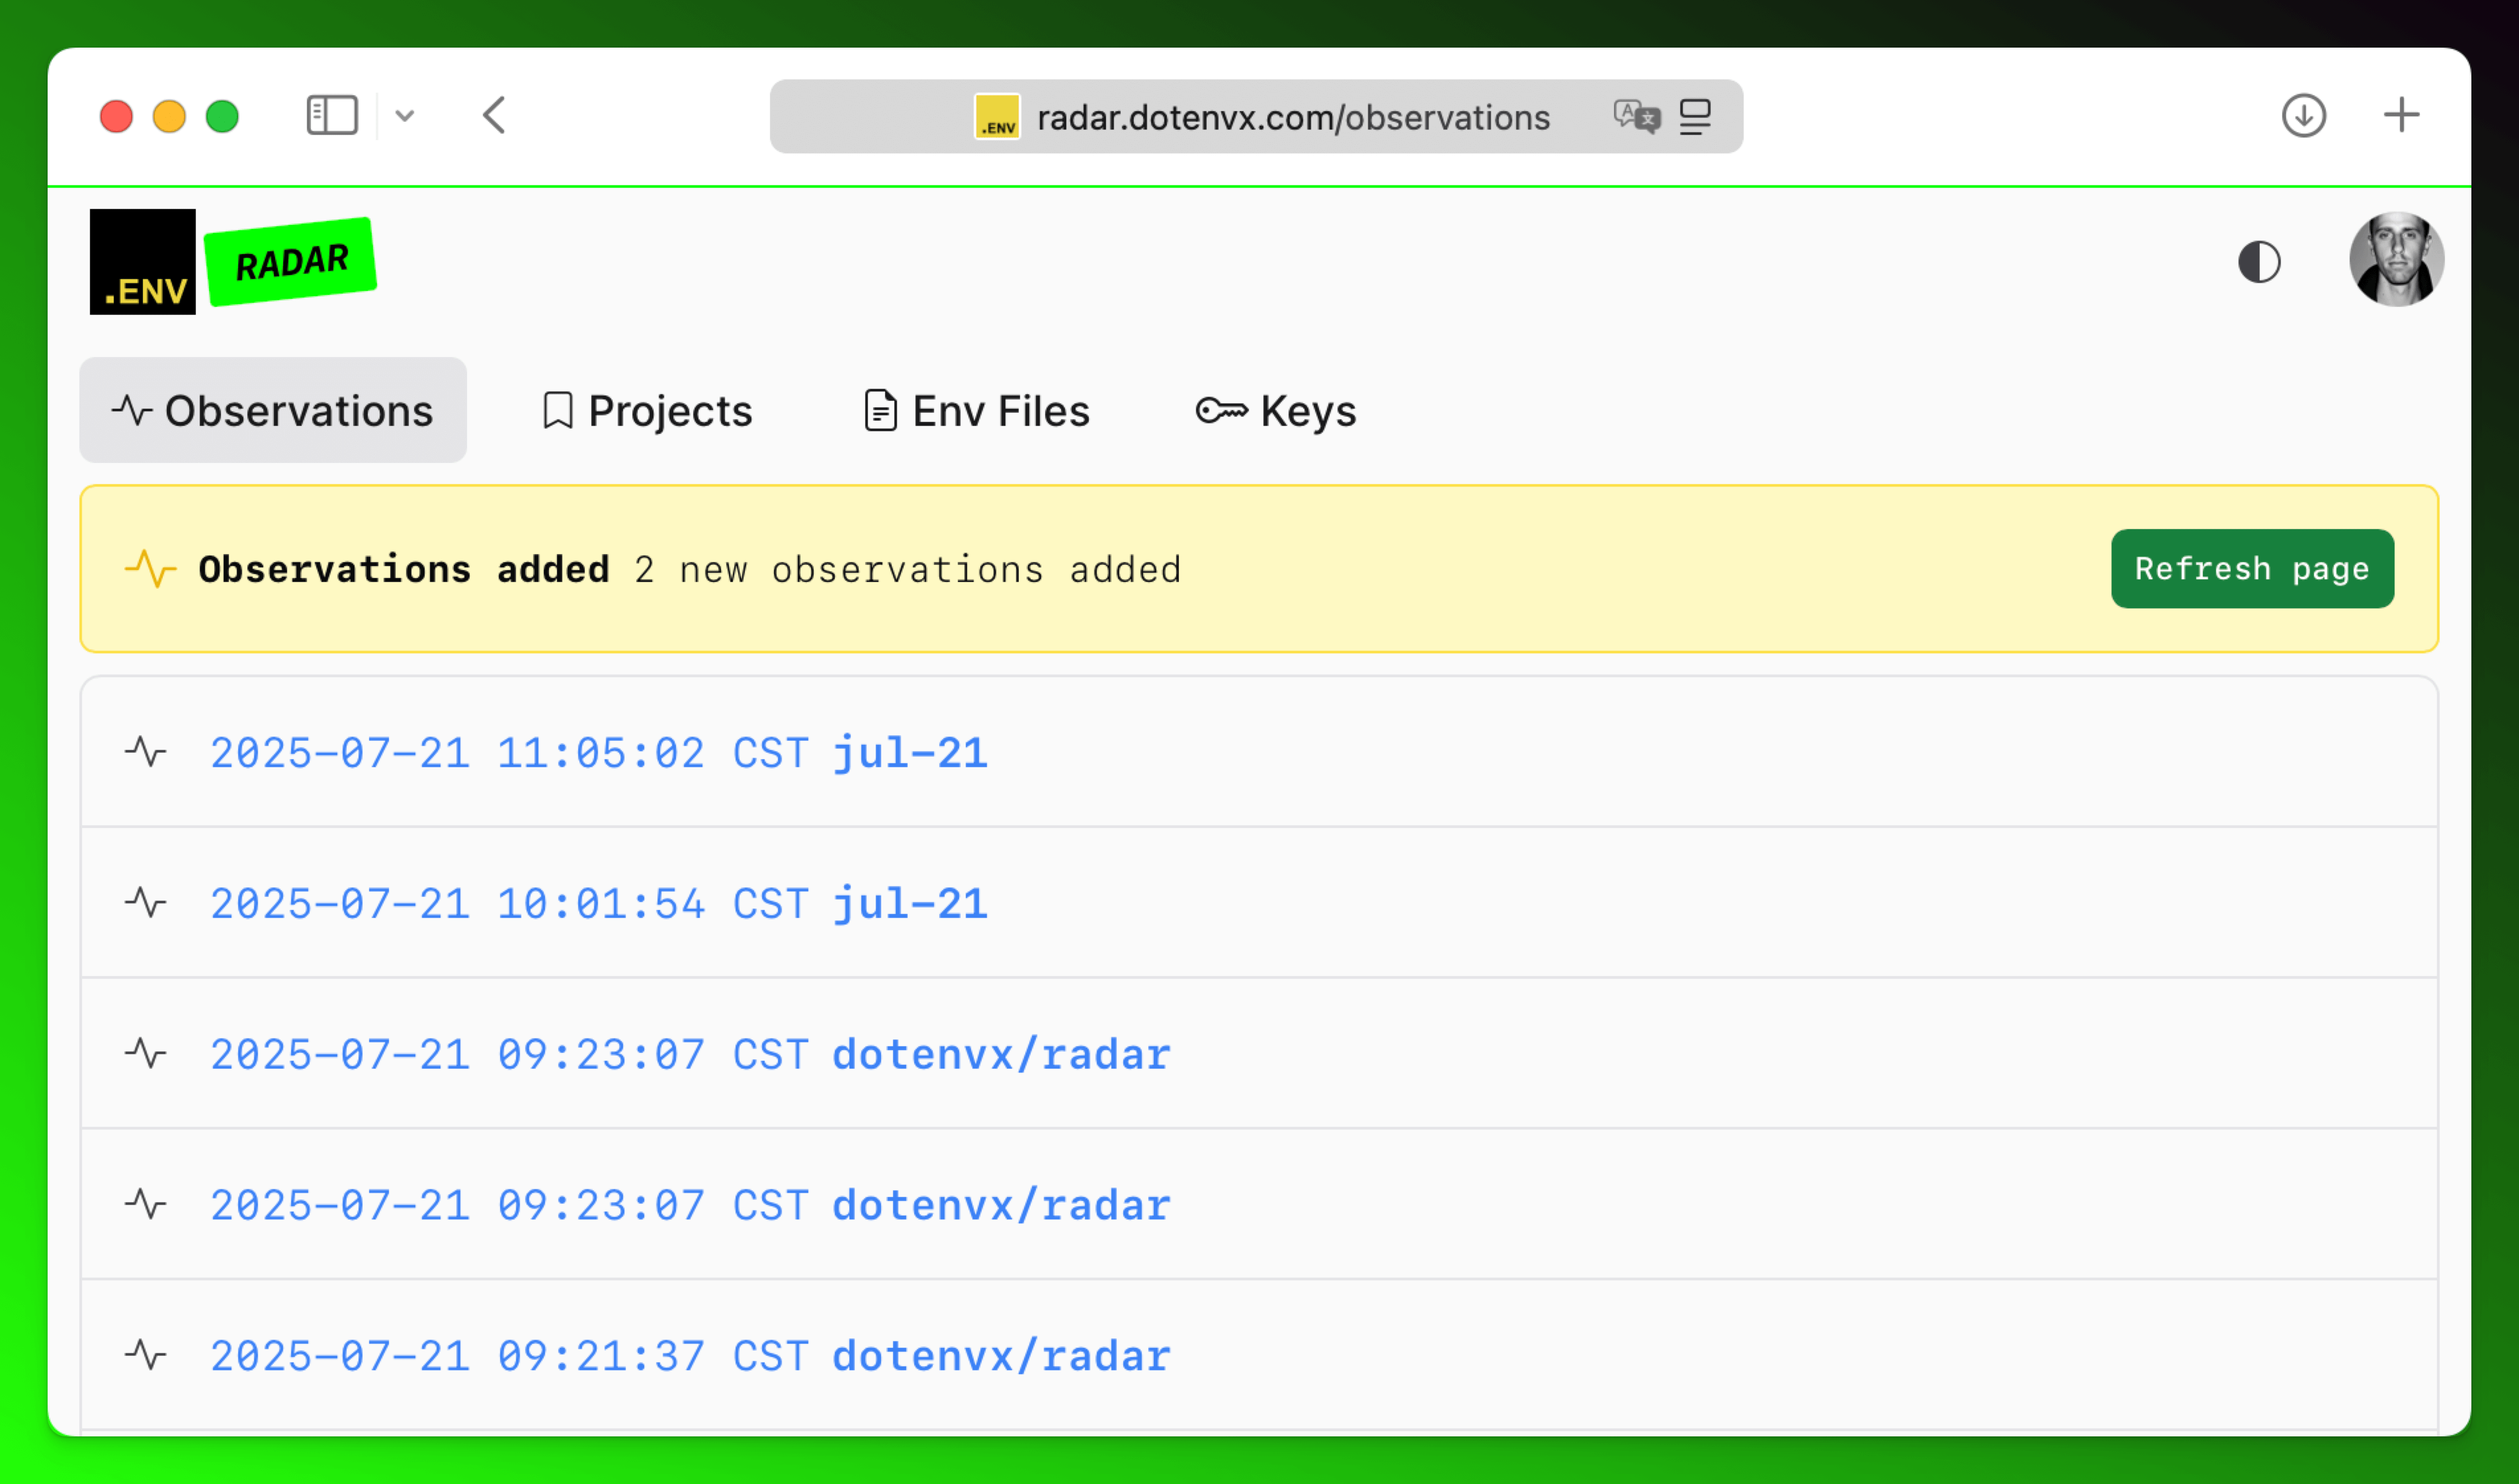 .ENV radar.dotenvx.com/observations
.ENV RADAR
Observations Projects Env Files Keys
Observations added 2 new observations added Refresh page
2025-07-21 11:05:02 CST jul-21
2025-07-21 10:01:54 CST jul-21
2025-07-21 09:23:07 CST dotenvx/radar
2025-07-21 09:23:07 CST dotenvx/radar
2025-07-21 09:21:37 CST dotenvx/radar